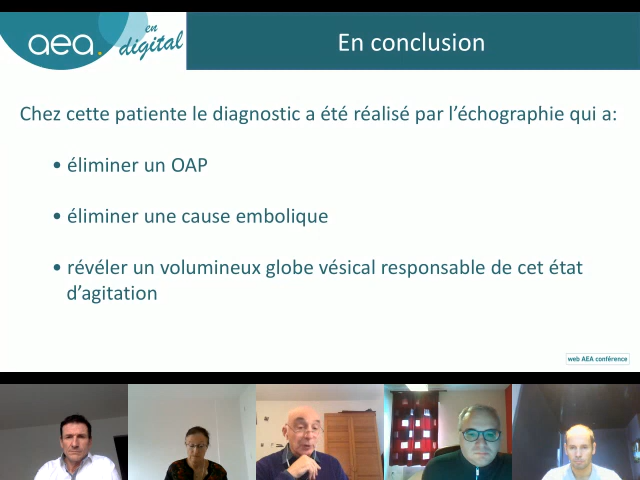 aea.
en
digital
En conclusion
Chez cette patiente le diagnostic a été réalisé par l'échographie qui a:
• éliminer un OAP
• éliminer une cause embolique
• révéler un volumineux globe vésical responsable de cet état
d'agitation
web AEA conférence